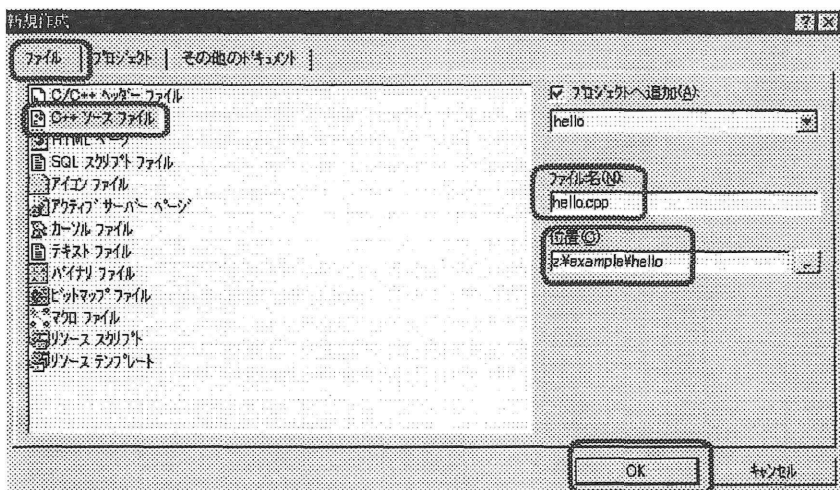 新規作成
ファイル プロジェクト その他のドキュメント
C/C++ ヘッダー ファイル
C++ ソース ファイル
HTML ページ
SQL スクリプト ファイル
アイコン ファイル
アクティブ サーバー ページ
カーソル ファイル
テキスト ファイル
バイナリ ファイル
ビットマップ ファイル
マクロ ファイル
リソース スクリプト
リソース テンプレート
プロジェクトへ追加(A):
hello
ファイル名(N):
hello.cpp
位置(C):
z:¥example¥hello
OK キャンセル